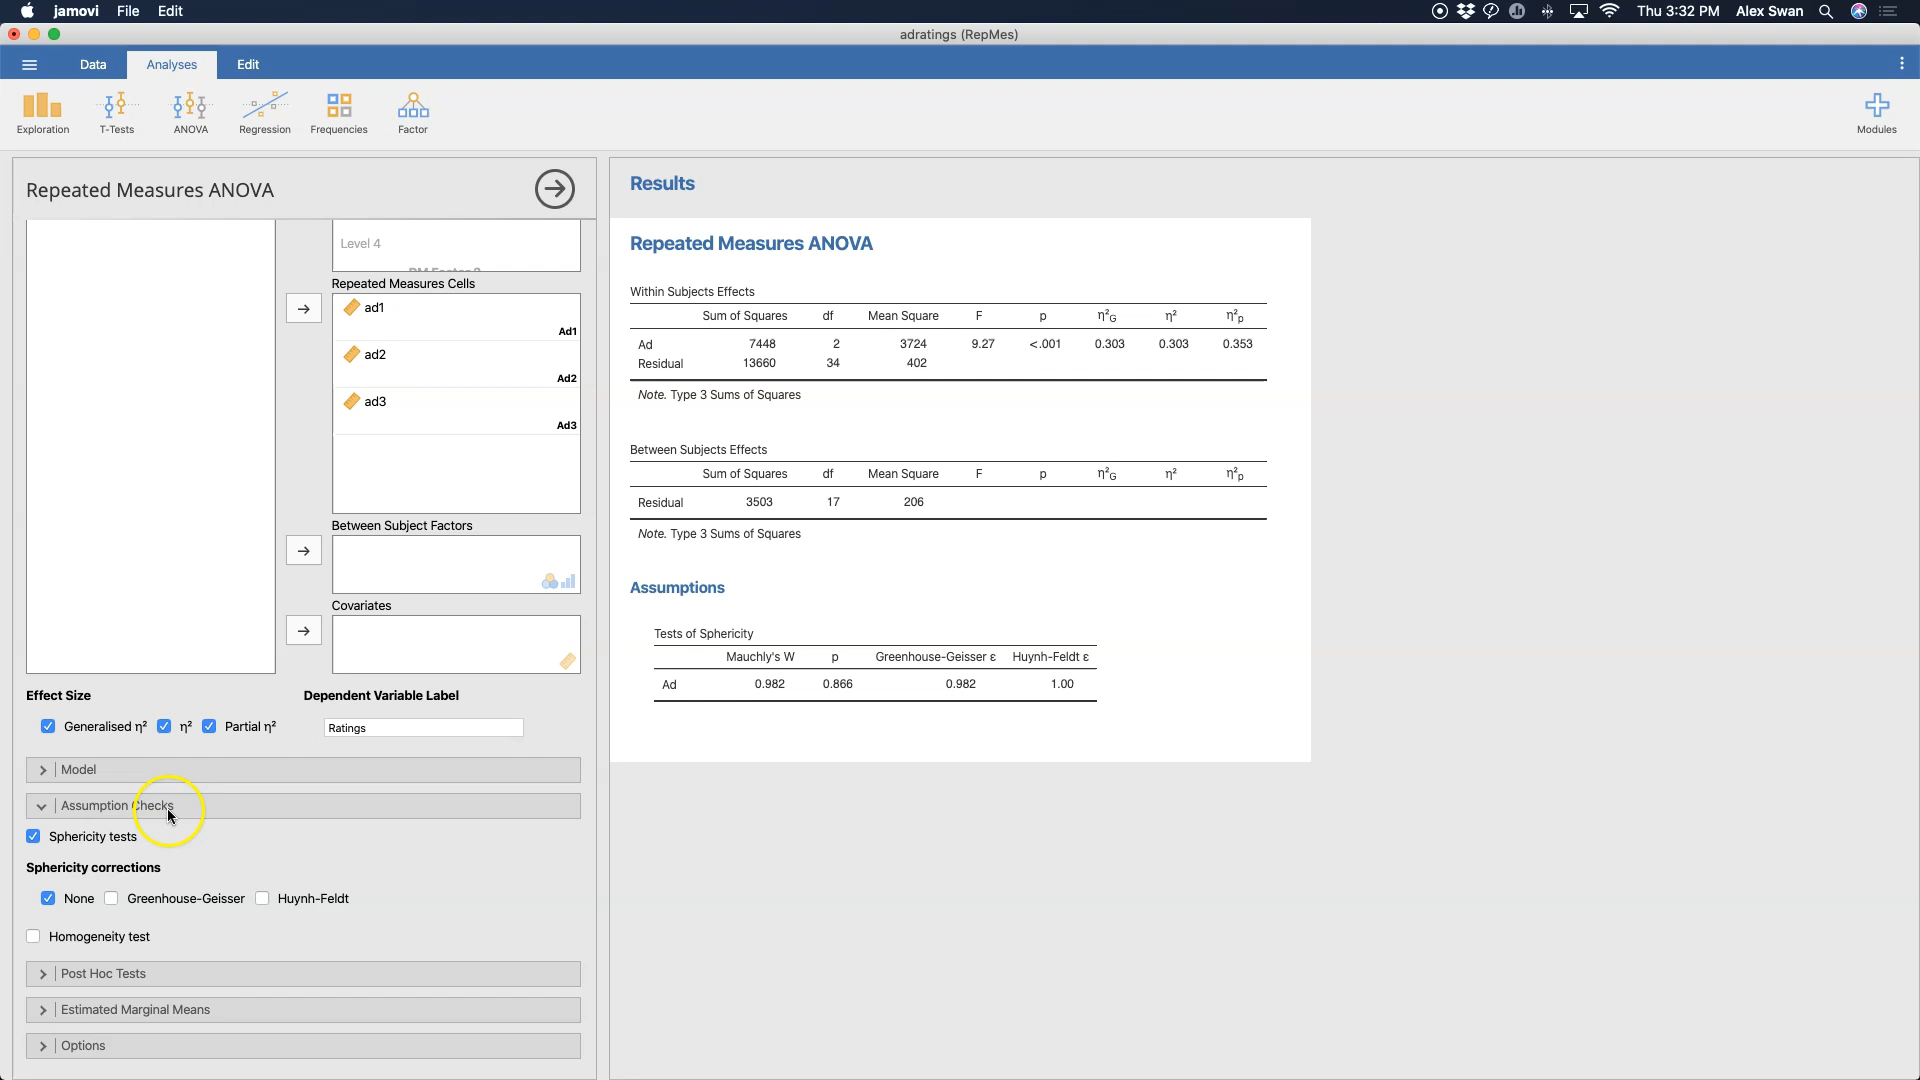 jamovi File Edit
Thu 3:32 PM Alex Swan
adratings (RepMes)
Data Analyses Edit
Exploration T-Tests ANOVA Regression Frequencies Factor Modules
Repeated Measures ANOVA
Level 4
RM Factor 2
Repeated Measures Cells
ad1
Ad1
ad2
Ad2
ad3
Ad3
Between Subject Factors
Covariates
Effect Size Dependent Variable Label
Generalised η² η² Partial η² Ratings
Model
Assumption Checks
Sphericity tests
Sphericity corrections
None Greenhouse-Geisser Huynh-Feldt
Homogeneity test
Post Hoc Tests
Estimated Marginal Means
Options
Results
Repeated Measures ANOVA
Within Subjects Effects
Sum of Squares df Mean Square F p η²G η² η²p
Ad 7448 2 3724 9.27 <.001 0.303 0.303 0.353
Residual 13660 34 402
Note. Type 3 Sums of Squares
Between Subjects Effects
Sum of Squares df Mean Square F p η²G η² η²p
Residual 3503 17 206
Note. Type 3 Sums of Squares
Assumptions
Tests of Sphericity
Mauchly's W p Greenhouse-Geisser ε Huynh-Feldt ε
Ad 0.982 0.866 0.982 1.00